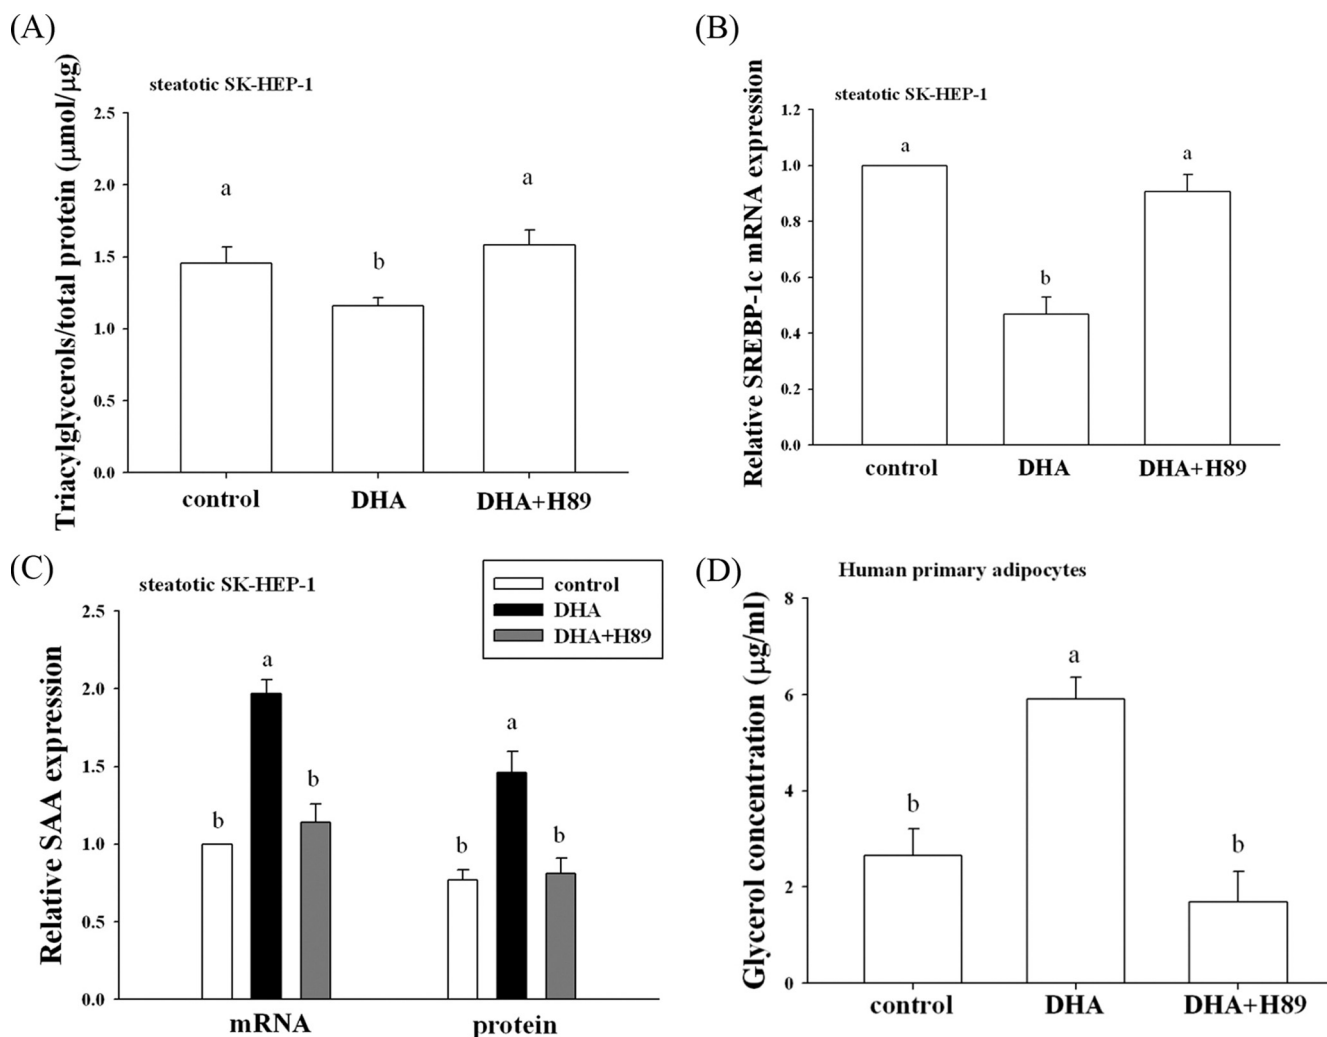 (A)
steatotic SK-HEP-1
Triacylglycerols/total protein (μmol/μg)
2.5
2.0
1.5
1.0
0.5
0.0
a
b
a
control
DHA
DHA+H89
(B)
steatotic SK-HEP-1
Relative SREBP-1c mRNA expression
1.2
1.0
0.8
0.6
0.4
0.2
0.0
a
b
a
control
DHA
DHA+H89
(C)
steatotic SK-HEP-1
control
DHA
DHA+H89
Relative SAA expression
2.5
2.0
1.5
1.0
0.5
0.0
b
a
b
b
a
b
mRNA
protein
(D)
Human primary adipocytes
Glycerol concentration (μg/ml)
8
6
4
2
0
b
a
b
control
DHA
DHA+H89